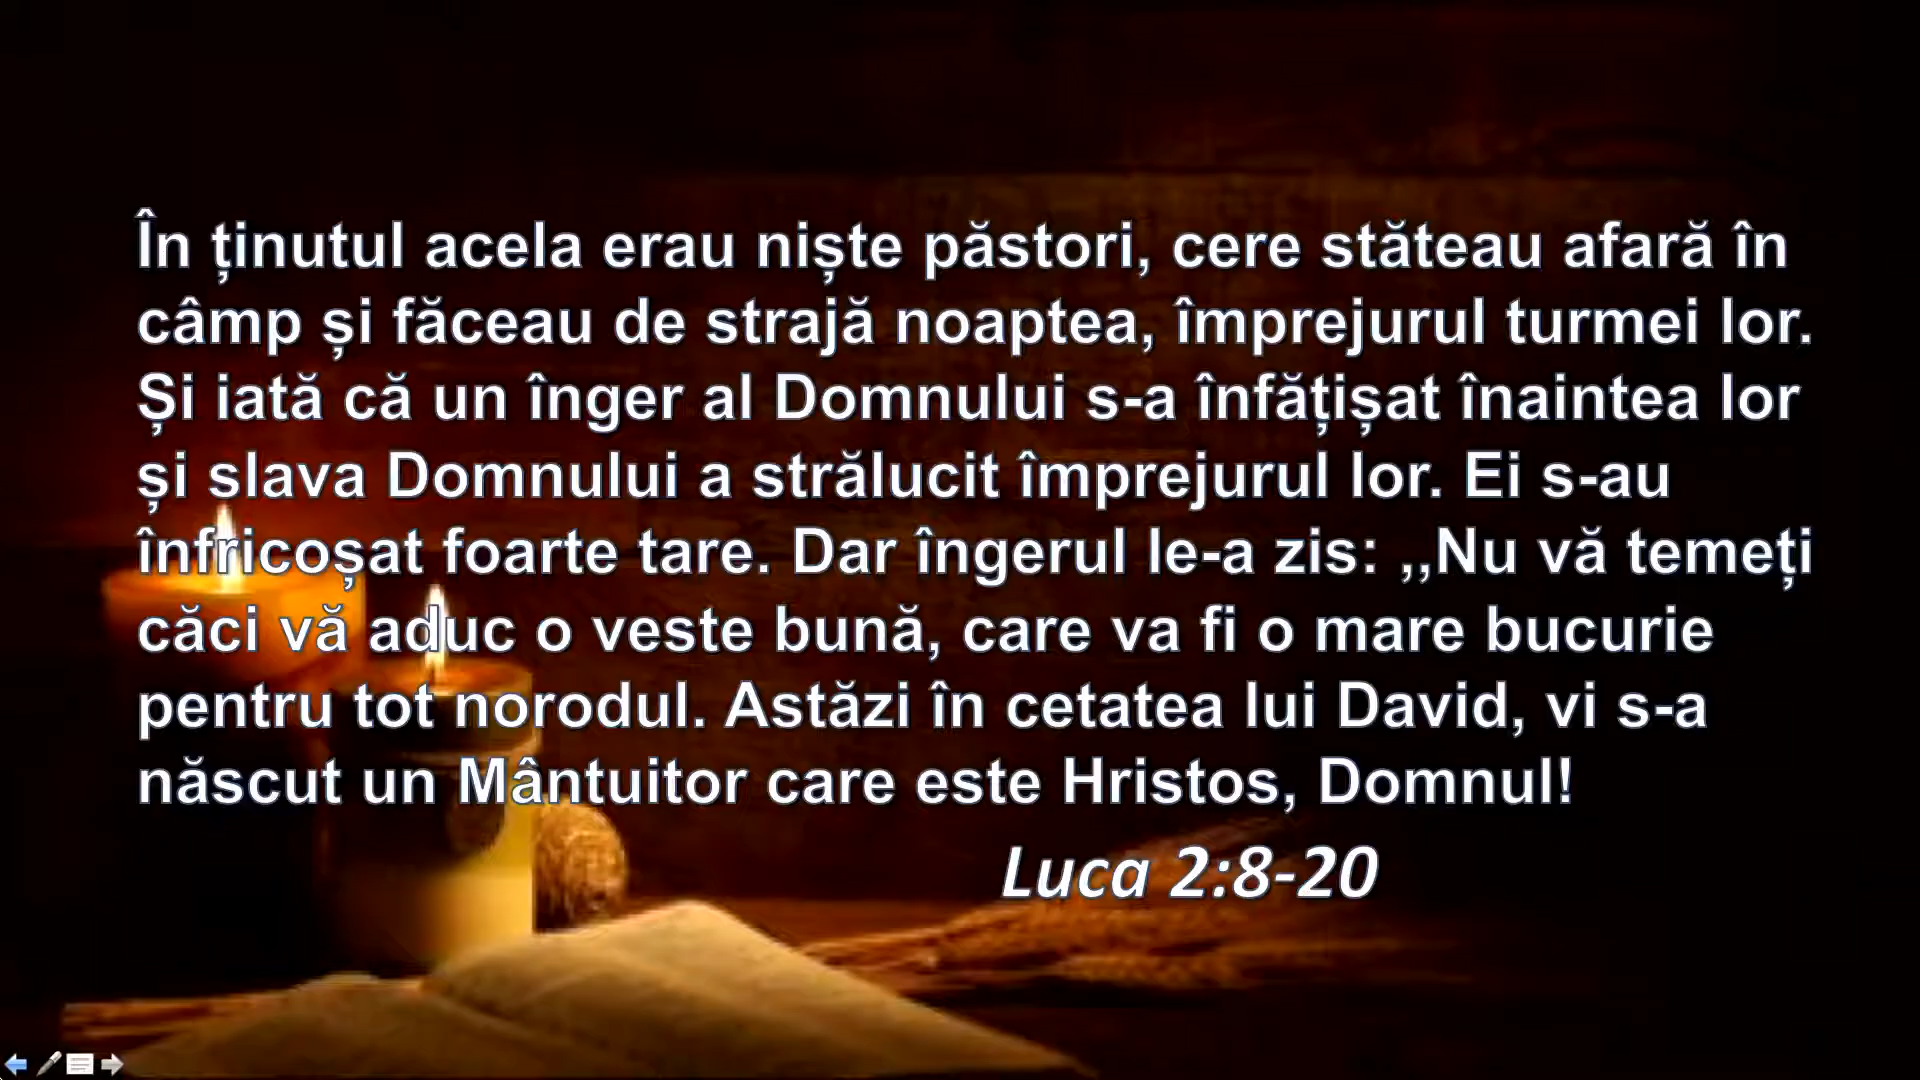 În ținutul acela erau niște păstori, cere stăteau afară în
câmp și făceau de strajă noaptea, împrejurul turmei lor.
Și iată că un înger al Domnului s-a înfățișat înaintea lor
și slava Domnului a strălucit împrejurul lor. Ei s-au
înfricoșat foarte tare. Dar îngerul le-a zis: ,,Nu vă temeți
căci vă aduc o veste bună, care va fi o mare bucurie
pentru tot norodul. Astăzi în cetatea lui David, vi s-a
născut un Mântuitor care este Hristos, Domnul!
Luca 2:8-20